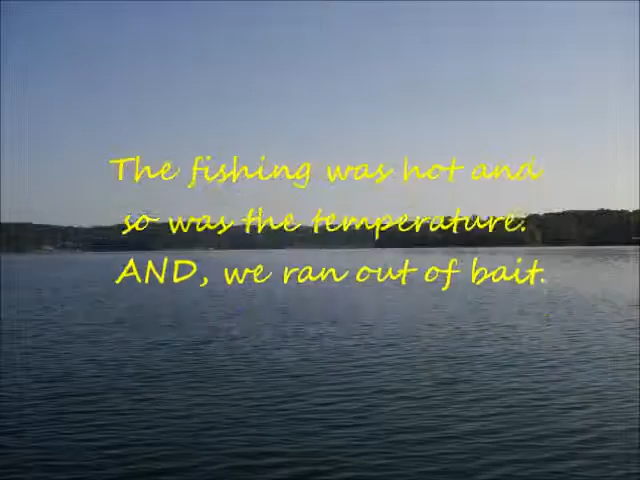 The fishing was hot and
so was the temperature.
AND, we ran out of bait.